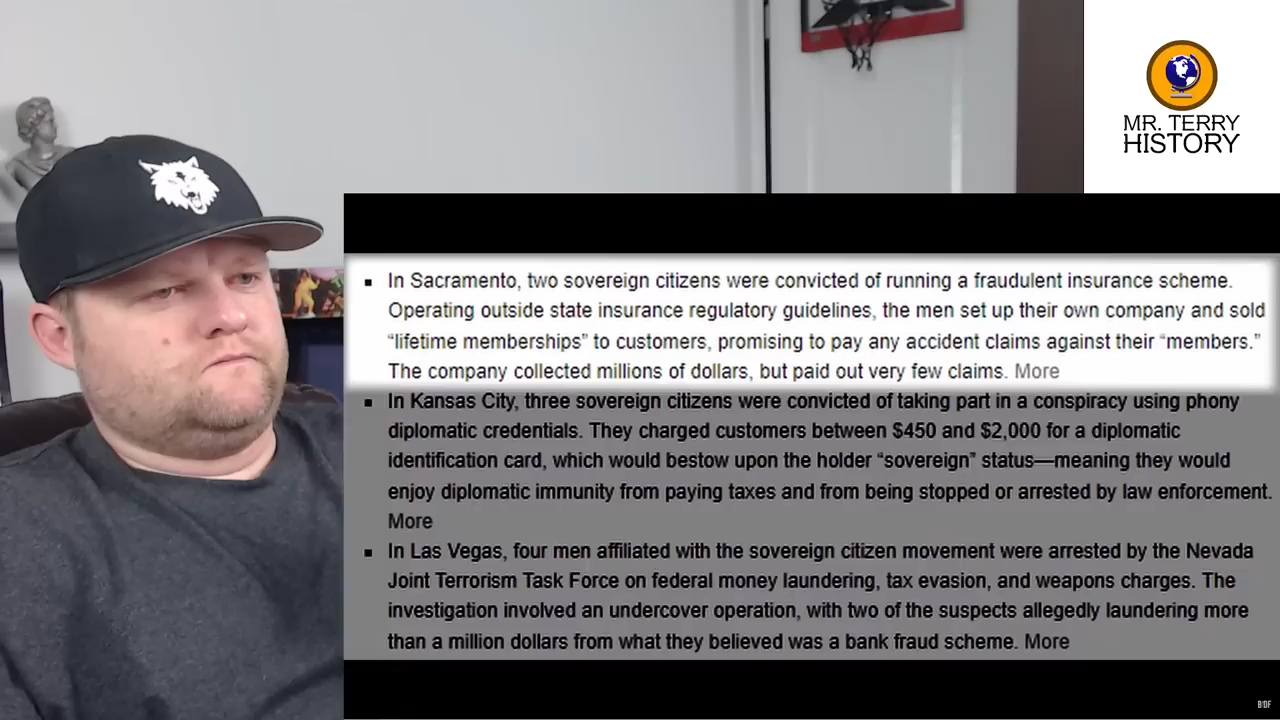 MR. TERRY
HISTORY
▪ In Sacramento, two sovereign citizens were convicted of running a fraudulent insurance scheme.
Operating outside state insurance regulatory guidelines, the men set up their own company and sold
“lifetime memberships” to customers, promising to pay any accident claims against their “members.”
The company collected millions of dollars, but paid out very few claims. More
▪ In Kansas City, three sovereign citizens were convicted of taking part in a conspiracy using phony
diplomatic credentials. They charged customers between $450 and $2,000 for a diplomatic
identification card, which would bestow upon the holder “sovereign” status—meaning they would
enjoy diplomatic immunity from paying taxes and from being stopped or arrested by law enforcement.
More
▪ In Las Vegas, four men affiliated with the sovereign citizen movement were arrested by the Nevada
Joint Terrorism Task Force on federal money laundering, tax evasion, and weapons charges. The
investigation involved an undercover operation, with two of the suspects allegedly laundering more
than a million dollars from what they believed was a bank fraud scheme. More